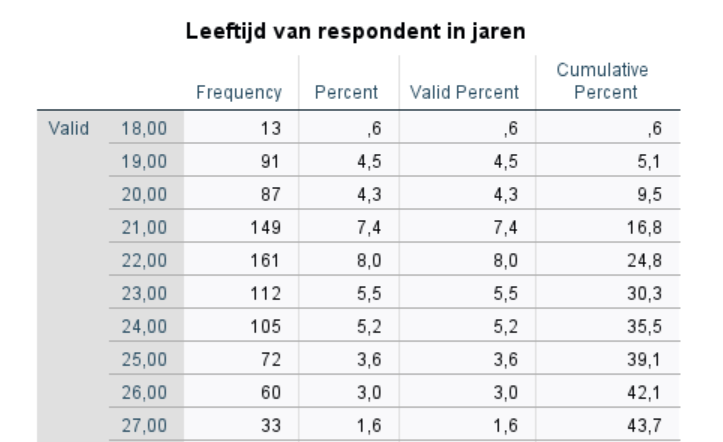 Leeftijd van respondent in jaren
Frequency Percent Valid Percent Cumulative Percent
Valid 18,00 13 ,6 ,6 ,6
19,00 91 4,5 4,5 5,1
20,00 87 4,3 4,3 9,5
21,00 149 7,4 7,4 16,8
22,00 161 8,0 8,0 24,8
23,00 112 5,5 5,5 30,3
24,00 105 5,2 5,2 35,5
25,00 72 3,6 3,6 39,1
26,00 60 3,0 3,0 42,1
27,00 33 1,6 1,6 43,7